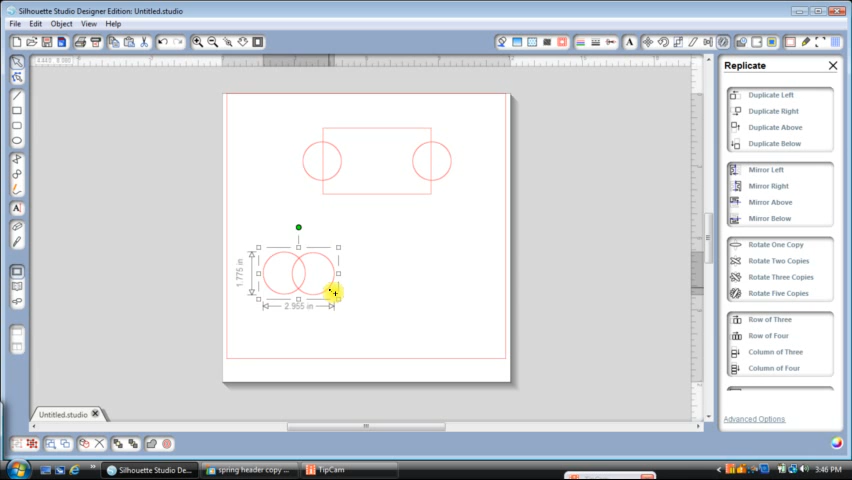 Silhouette Studio Designer Edition: Untitled.studio
File Edit Object View Help
Replicate
Duplicate Left
Duplicate Right
Duplicate Above
Duplicate Below
Mirror Left
Mirror Right
Mirror Above
Mirror Below
Rotate One Copy
Rotate Two Copies
Rotate Three Copies
Rotate Five Copies
Row of Three
Row of Four
Column of Three
Column of Four
Advanced Options
1.775 in
2.955 in
Untitled.studio
Silhouette Studio De...
spring header copy ...
TipCam
3:46 PM